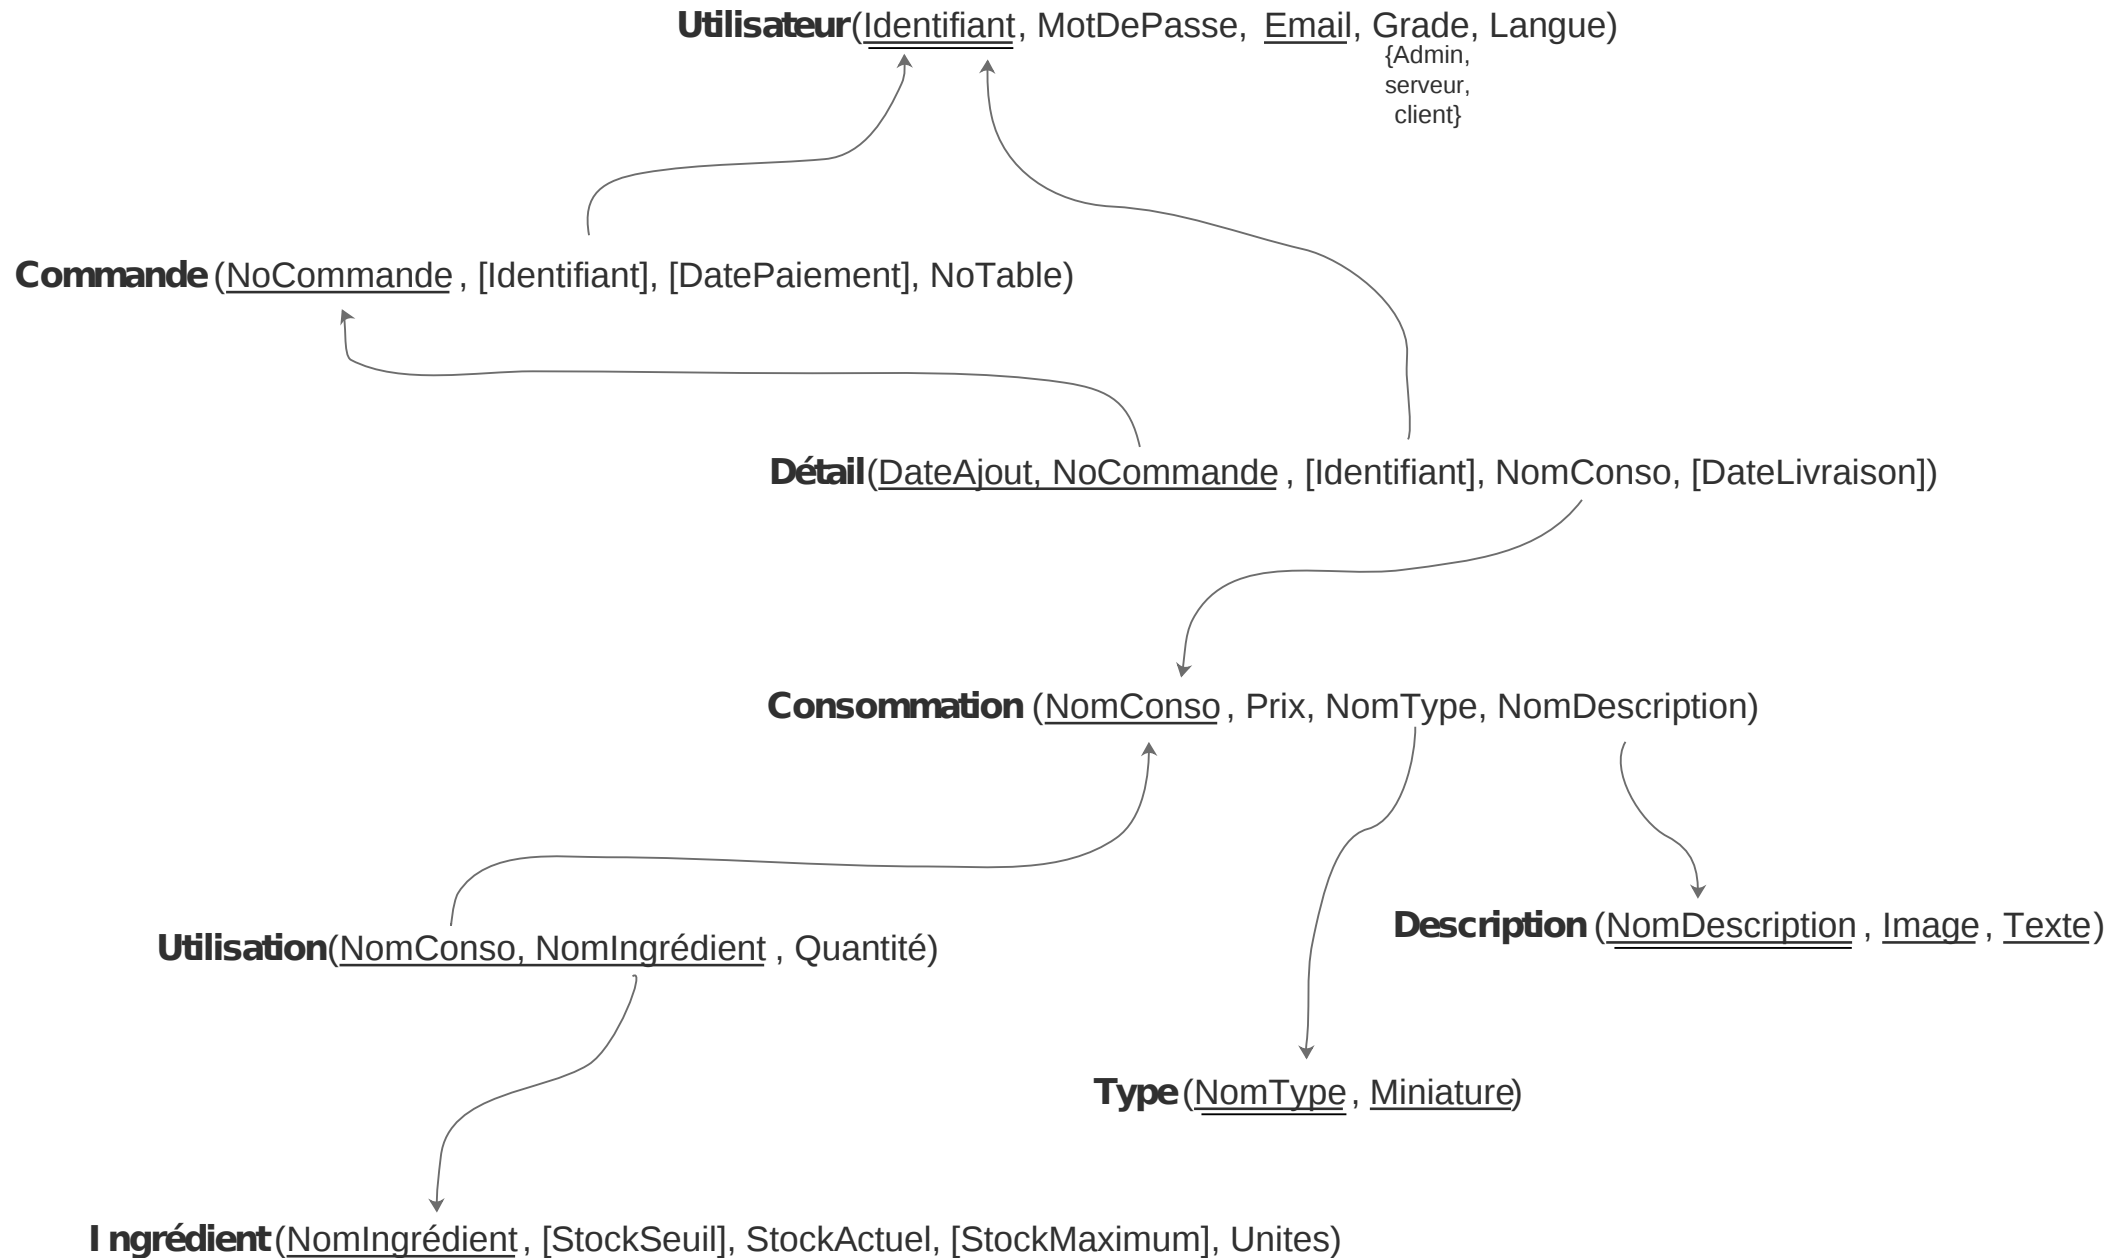 Utilisateur(Identifiant, MotDePasse, Email, Grade, Langue)
{Admin,
serveur,
client}
Commande (NoCommande , [Identifiant], [DatePaiement], NoTable)
Détail(DateAjout, NoCommande , [Identifiant], NomConso, [DateLivraison])
Consommation (NomConso , Prix, NomType, NomDescription)
Description (NomDescription , Image , Texte)
Utilisation(NomConso, NomIngrédient , Quantité)
Type(NomType , Miniature)
Ingrédient(NomIngrédient , [StockSeuil], StockActuel, [StockMaximum], Unites)